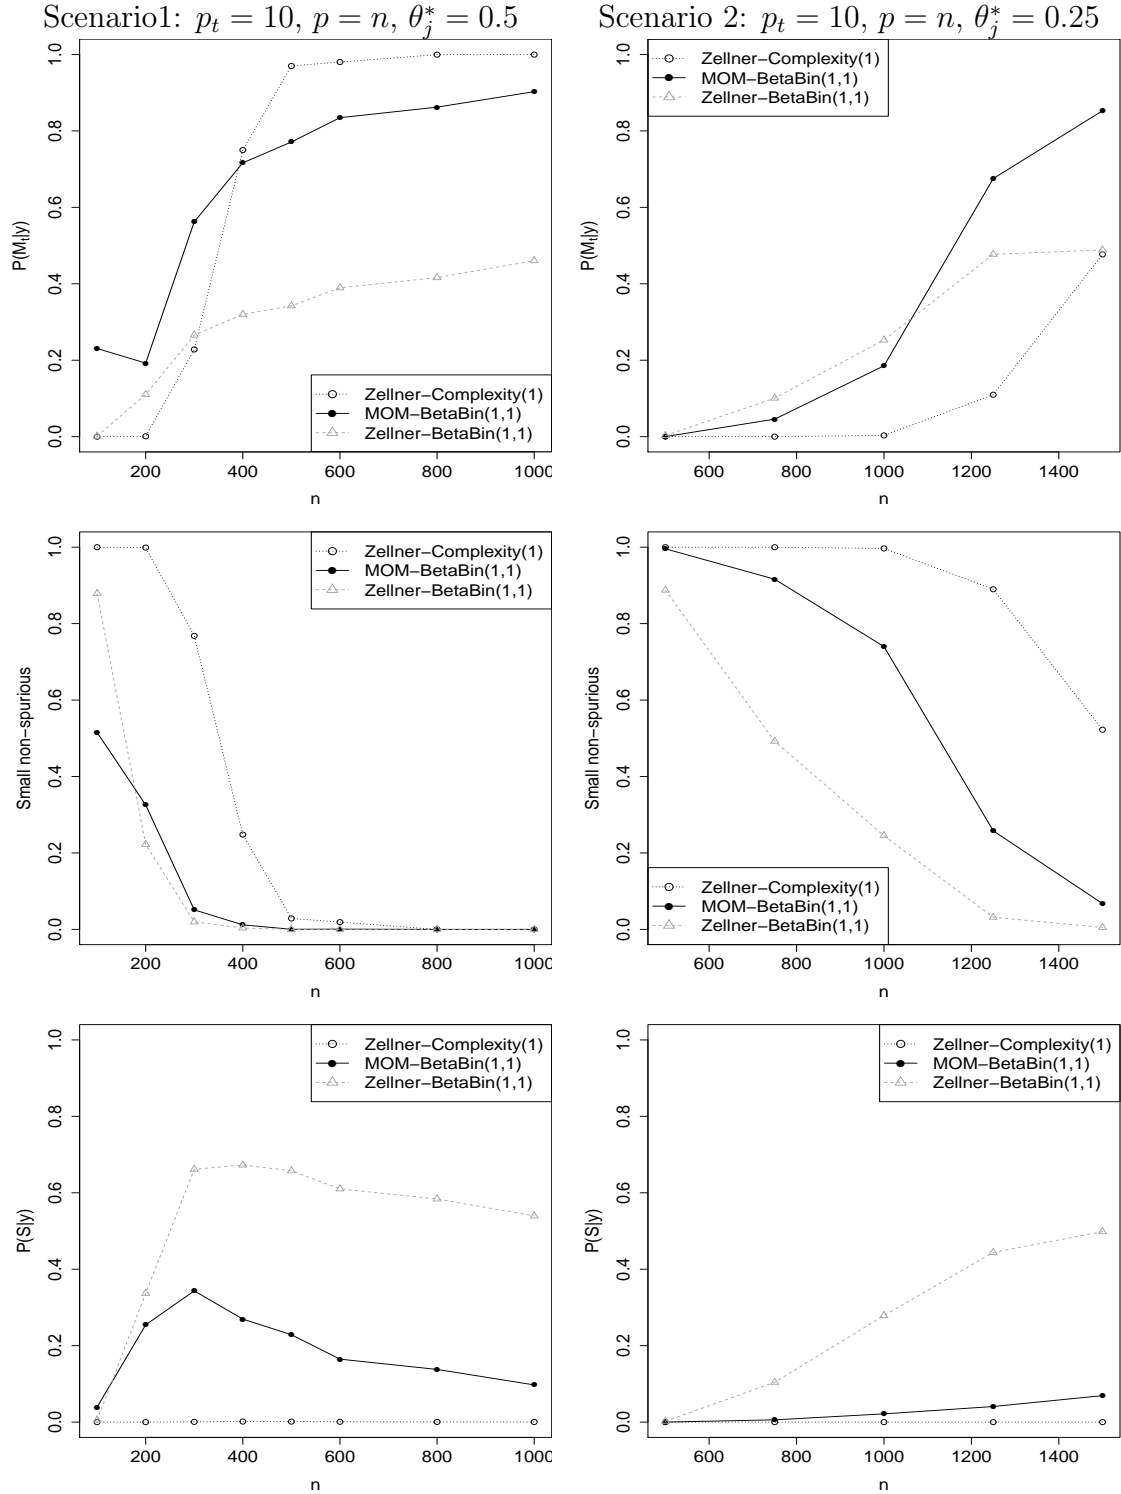 Scenario1: $p_t = 10$, $p = n$, $\theta_j^* = 0.5$
Scenario 2: $p_t = 10$, $p = n$, $\theta_j^* = 0.25$
P(M_t|y)
0.0 0.2 0.4 0.6 0.8 1.0
Zellner−Complexity(1)
MOM−BetaBin(1,1)
Zellner−BetaBin(1,1)
200 400 600 800 1000
n
P(M_t|y)
0.0 0.2 0.4 0.6 0.8 1.0
Zellner−Complexity(1)
MOM−BetaBin(1,1)
Zellner−BetaBin(1,1)
600 800 1000 1200 1400
n
Small non−spurious
0.0 0.2 0.4 0.6 0.8 1.0
Zellner−Complexity(1)
MOM−BetaBin(1,1)
Zellner−BetaBin(1,1)
200 400 600 800 1000
n
Small non−spurious
0.0 0.2 0.4 0.6 0.8 1.0
Zellner−Complexity(1)
MOM−BetaBin(1,1)
Zellner−BetaBin(1,1)
600 800 1000 1200 1400
n
P(S|y)
0.0 0.2 0.4 0.6 0.8 1.0
Zellner−Complexity(1)
MOM−BetaBin(1,1)
Zellner−BetaBin(1,1)
200 400 600 800 1000
n
P(S|y)
0.0 0.2 0.4 0.6 0.8 1.0
Zellner−Complexity(1)
MOM−BetaBin(1,1)
Zellner−BetaBin(1,1)
600 800 1000 1200 1400
n